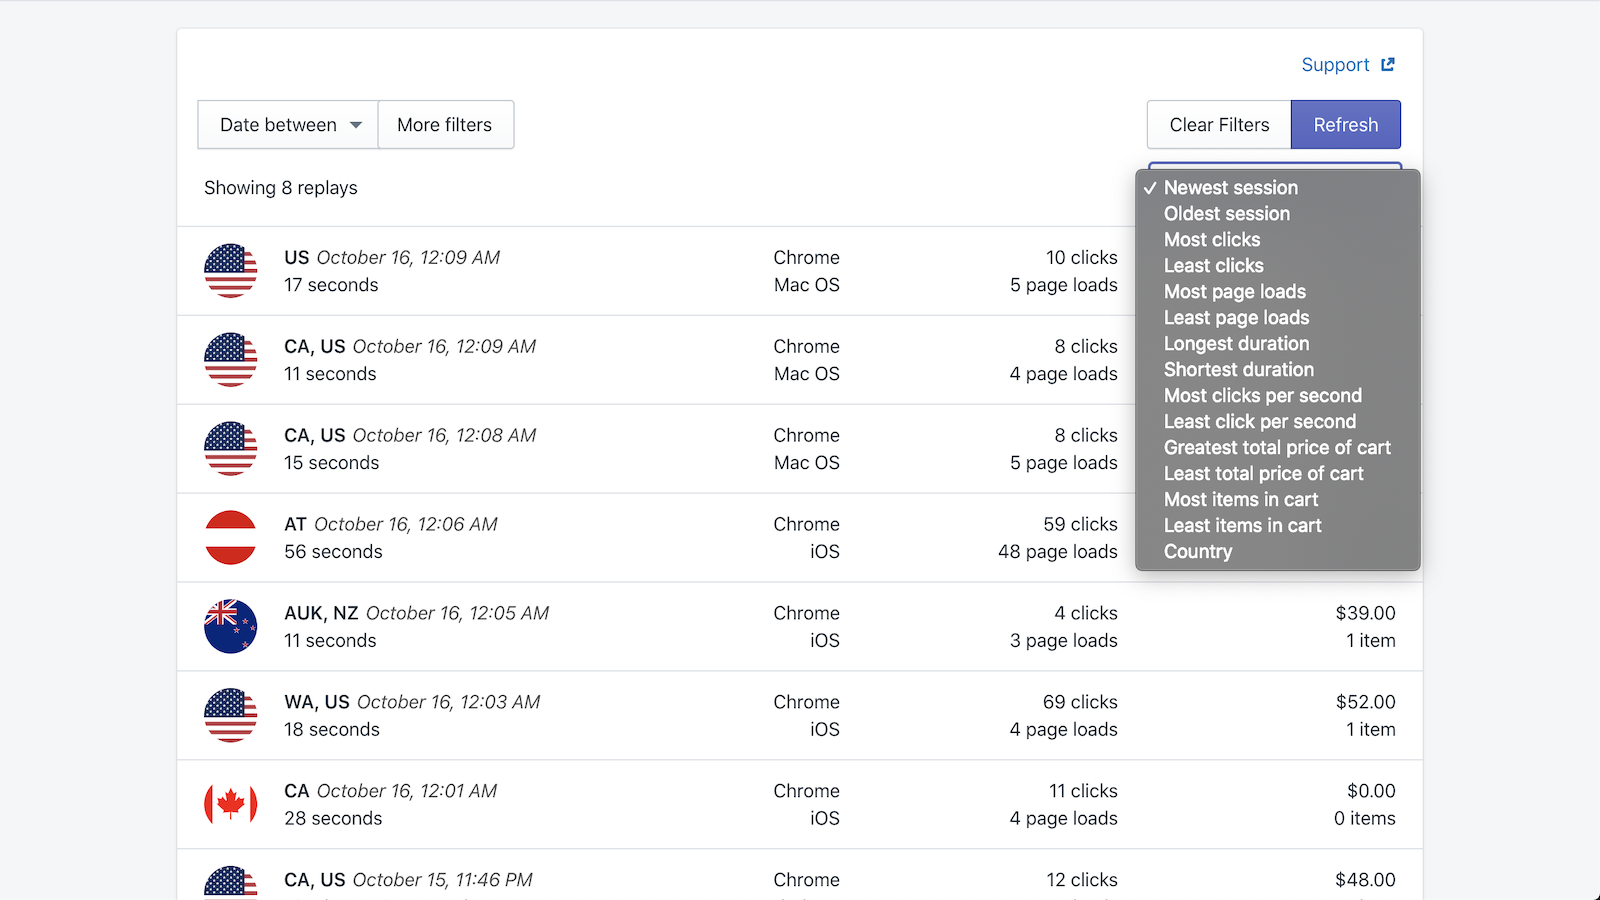 Support
Date between
More filters
Clear Filters
Refresh
Showing 8 replays
✓ Newest session
Oldest session
Most clicks
Least clicks
Most page loads
Least page loads
Longest duration
Shortest duration
Most clicks per second
Least click per second
Greatest total price of cart
Least total price of cart
Most items in cart
Least items in cart
Country
US October 16, 12:09 AM
17 seconds
Chrome
Mac OS
10 clicks
5 page loads
CA, US October 16, 12:09 AM
11 seconds
Chrome
Mac OS
8 clicks
4 page loads
CA, US October 16, 12:08 AM
15 seconds
Chrome
Mac OS
8 clicks
5 page loads
AT October 16, 12:06 AM
56 seconds
Chrome
iOS
59 clicks
48 page loads
AUK, NZ October 16, 12:05 AM
11 seconds
Chrome
iOS
4 clicks
3 page loads
$39.00
1 item
WA, US October 16, 12:03 AM
18 seconds
Chrome
iOS
69 clicks
4 page loads
$52.00
1 item
CA October 16, 12:01 AM
28 seconds
Chrome
iOS
11 clicks
4 page loads
$0.00
0 items
CA, US October 15, 11:46 PM
Chrome
12 clicks
$48.00